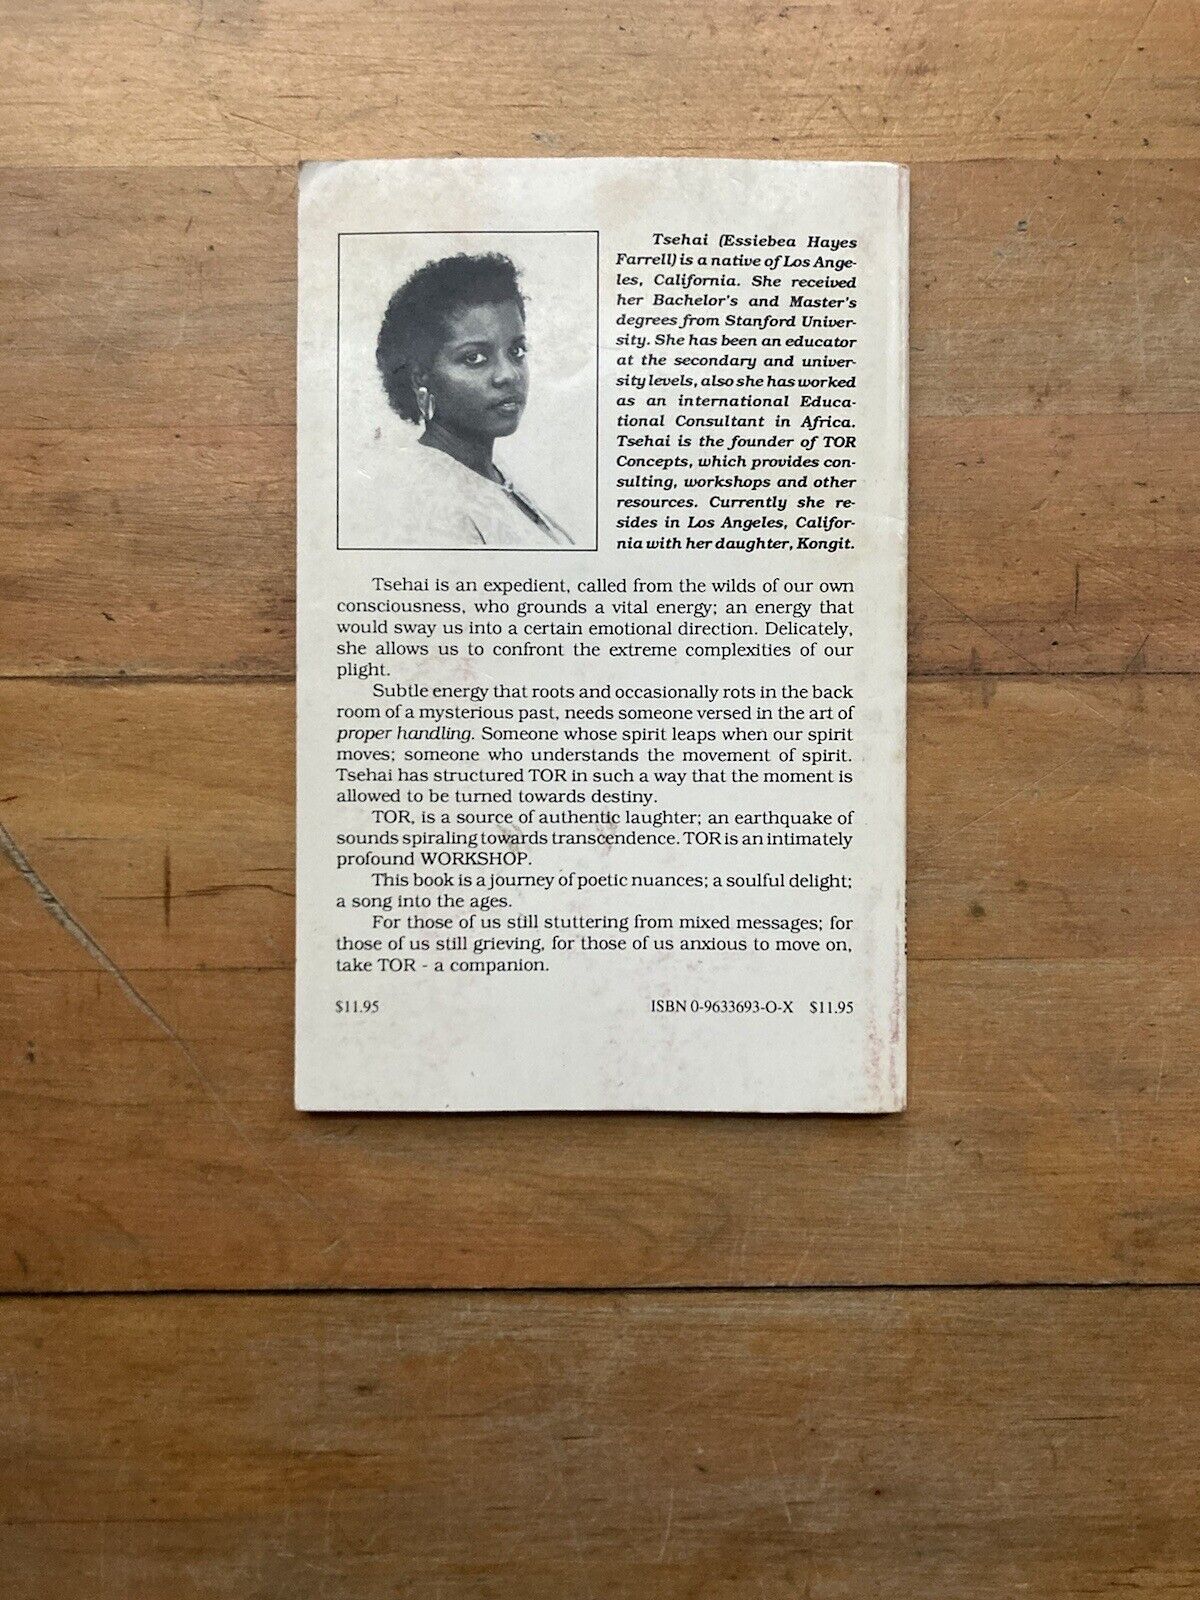 Tsehai (Essiebea Hayes
Farrell) is a native of Los Ange-
les, California. She received
her Bachelor's and Master's
degrees from Stanford Univer-
sity. She has been an educator
at the secondary and univer-
sity levels, also she has worked
as an international Educa-
tional Consultant in Africa.
Tsehai is the founder of TOR
Concepts, which provides con-
sulting, workshops and other
resources. Currently she re-
sides in Los Angeles, Califor-
nia with her daughter, Kongit.
Tsehai is an expedient, called from the wilds of our own
consciousness, who grounds a vital energy; an energy that
would sway us into a certain emotional direction. Delicately,
she allows us to confront the extreme complexities of our
plight.
Subtle energy that roots and occasionally rots in the back
room of a mysterious past, needs someone versed in the art of
proper handling. Someone whose spirit leaps when our spirit
moves; someone who understands the movement of spirit.
Tsehai has structured TOR in such a way that the moment is
allowed to be turned towards destiny.
TOR, is a source of authentic laughter; an earthquake of
sounds spiraling towards transcendence. TOR is an intimately
profound WORKSHOP.
This book is a journey of poetic nuances; a soulful delight;
a song into the ages.
For those of us still stuttering from mixed messages; for
those of us still grieving, for those of us anxious to move on,
take TOR - a companion.
$11.95 ISBN 0-9633693-O-X $11.95